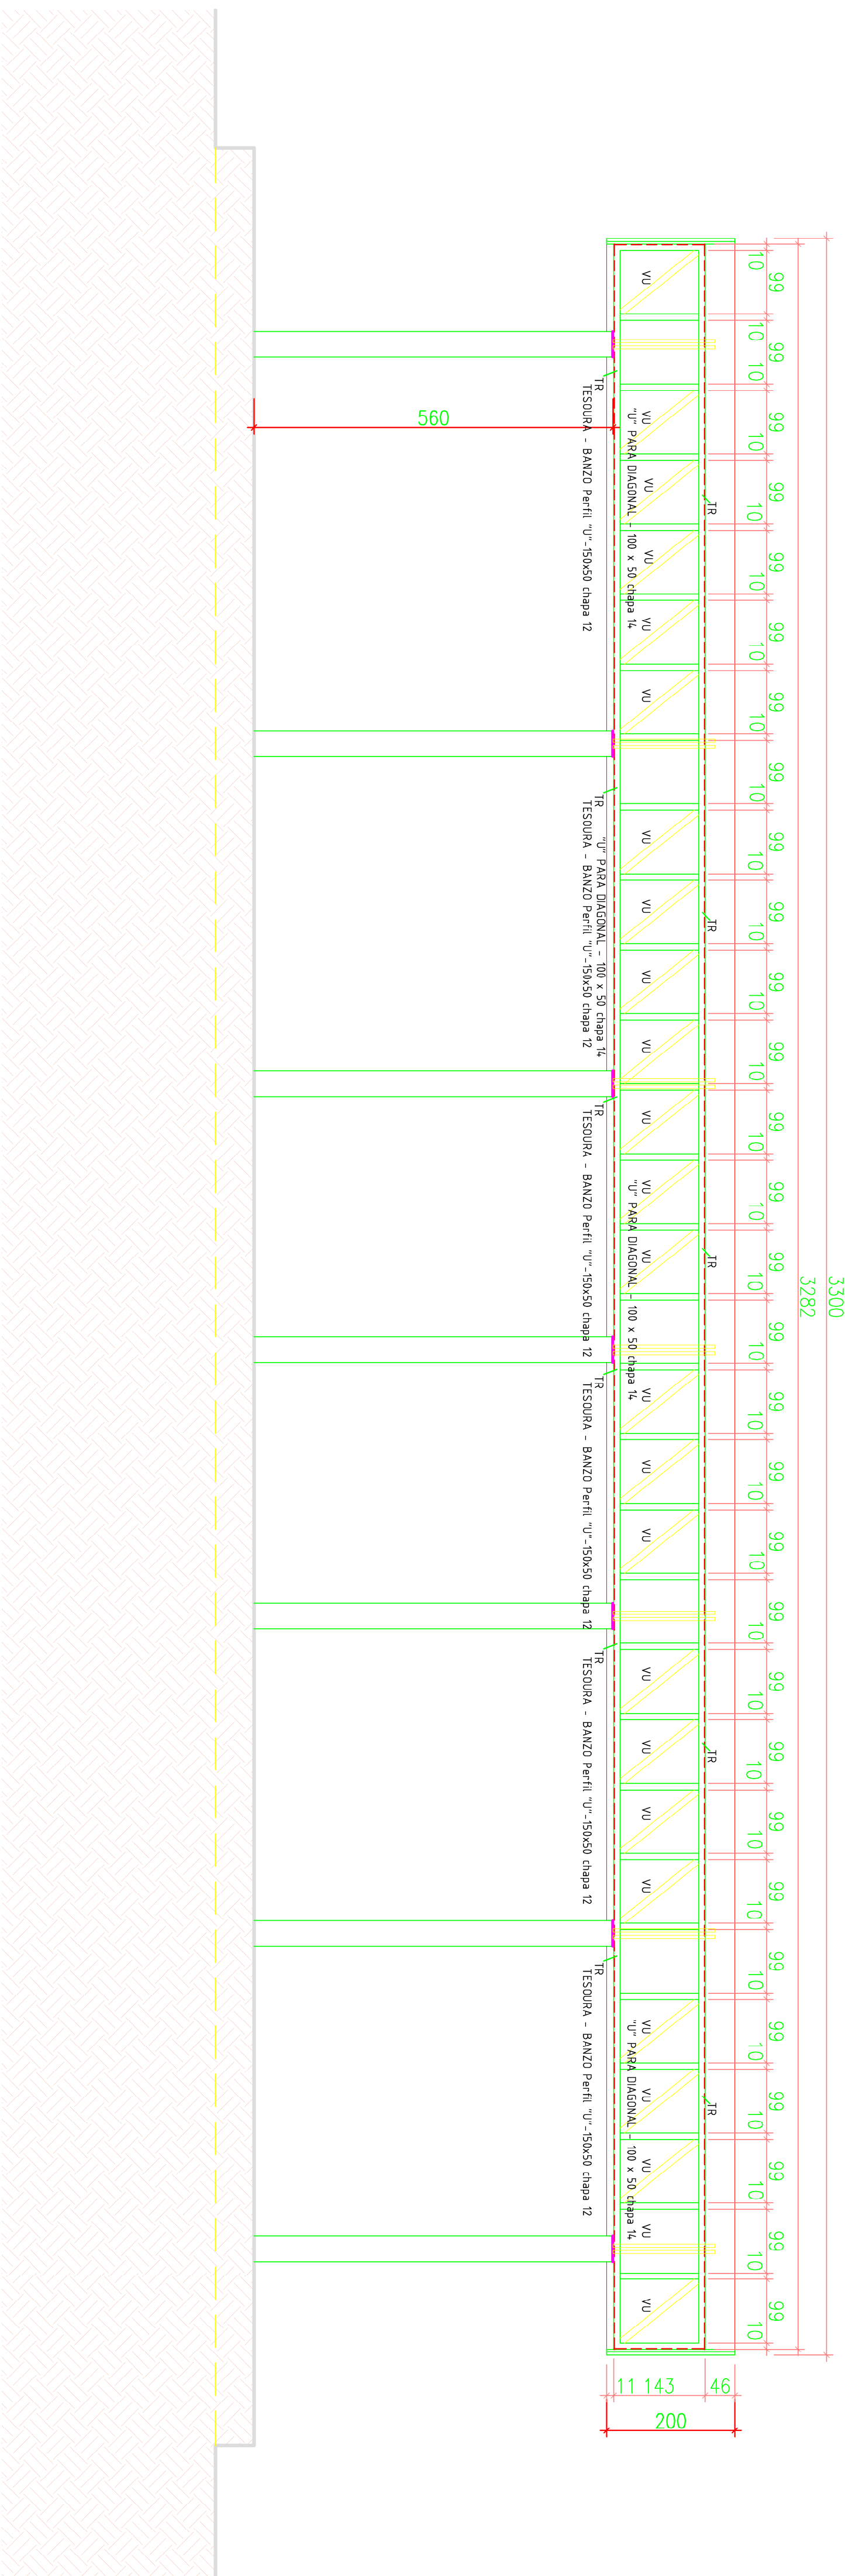 3300
3282
99 99 99 99 99 99 99 99 99 99 99 99 99 99 99 99 99 99 99 99 99 99 99 99 99 99 99 99 99 99
10 10 10 10 10 10 10 10 10 10 10 10 10 10 10 10 10 10 10 10 10 10 10 10 10 10 10 10 10 10 10
46
TR TR TR TR TR
143
200
VU VU VU VU VU VU VU VU VU VU VU VU VU VU VU VU VU VU VU VU VU VU VU VU VU
"U" PARA DIAGONAL - 100 x 50 chapa 14
"U" PARA DIAGONAL - 100 x 50 chapa 14
"U" PARA DIAGONAL - 100 x 50 chapa 14
11
TR
TR
"U" PARA DIAGONAL - 100 x 50 chapa 14
TR
TR
TR
TR
TESOURA - BANZO Perfil "U"-150x50 chapa 12
TESOURA - BANZO Perfil "U"-150x50 chapa 12
TESOURA - BANZO Perfil "U"-150x50 chapa 12
TESOURA - BANZO Perfil "U"-150x50 chapa 12
TESOURA - BANZO Perfil "U"-150x50 chapa 12
TESOURA - BANZO Perfil "U"-150x50 chapa 12
560